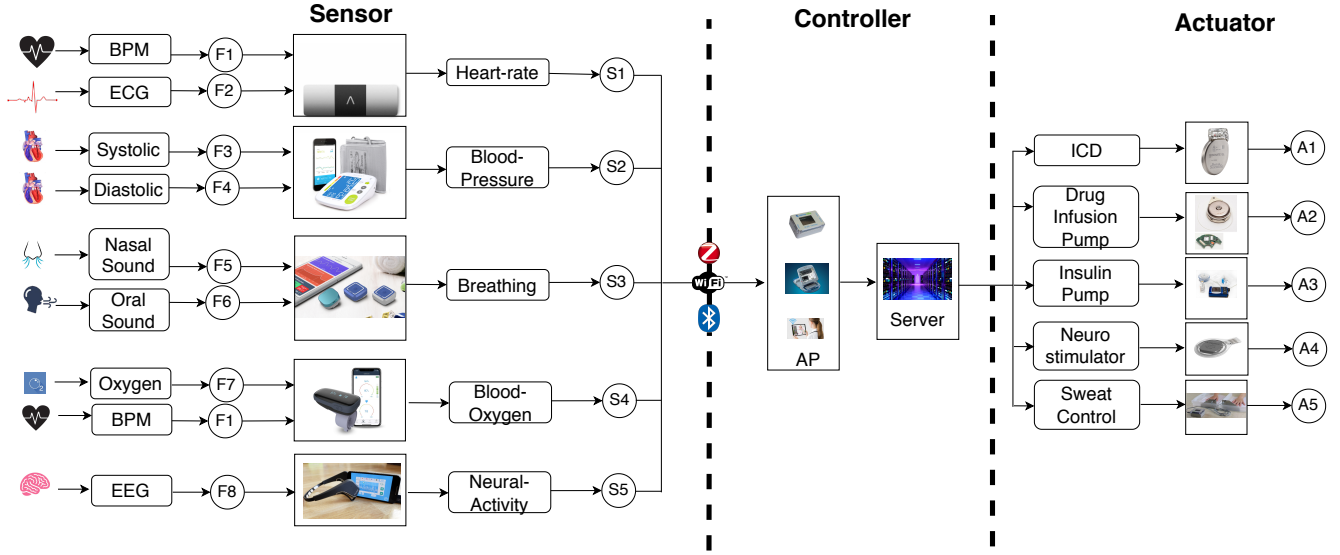 Sensor
Controller
Actuator
BPM
F1
ECG
F2
Λ
Heart-rate
S1
Systolic
F3
Diastolic
F4
Blood-
Pressure
S2
Nasal
Sound
F5
Oral
Sound
F6
Breathing
S3
O2
Oxygen
F7
BPM
F1
Blood-
Oxygen
S4
EEG
F8
Neural-
Activity
S5
Z
Wi Fi
AP
Server
ICD
A1
Drug
Infusion
Pump
A2
Insulin
Pump
A3
Neuro
stimulator
A4
Sweat
Control
A5